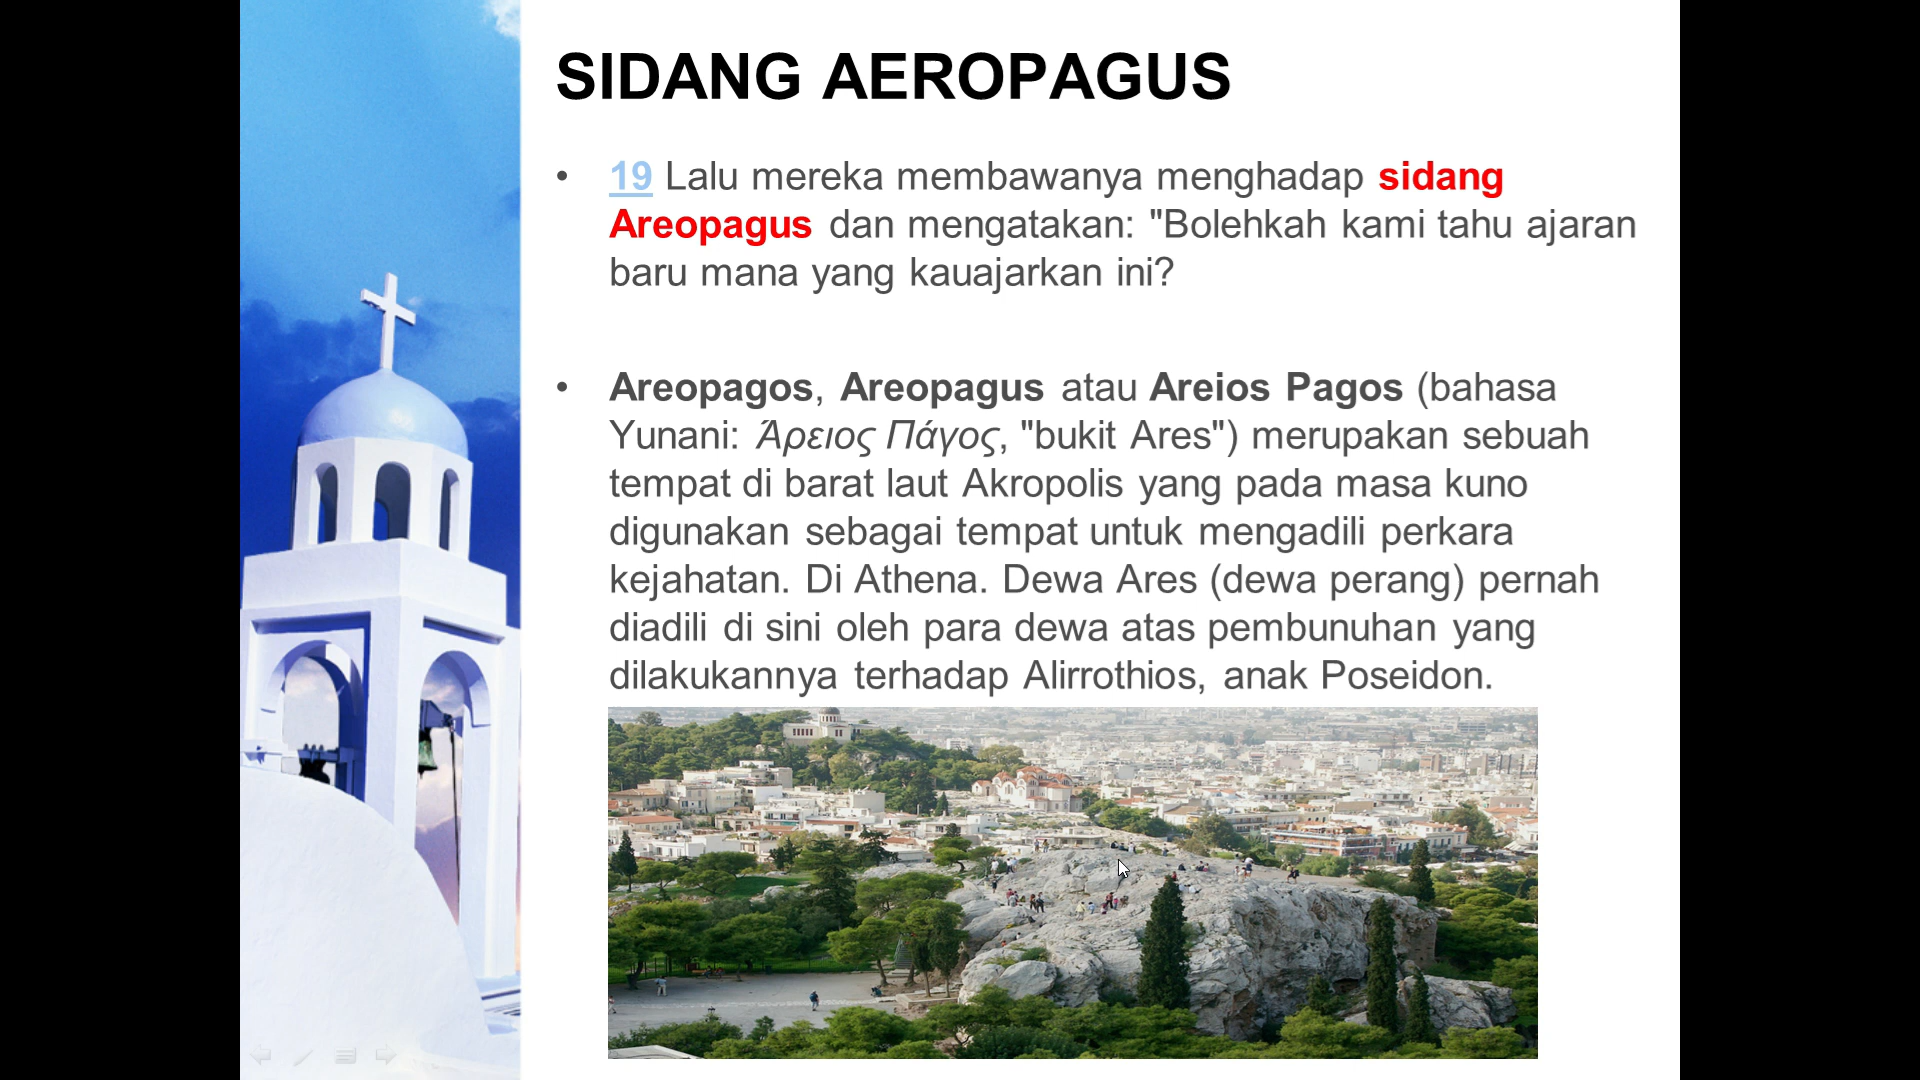 SIDANG AEROPAGUS
• 19 Lalu mereka membawanya menghadap sidang
Areopagus dan mengatakan: "Bolehkah kami tahu ajaran
baru mana yang kauajarkan ini?
• Areopagos, Areopagus atau Areios Pagos (bahasa
Yunani: Άρειος Πάγος, "bukit Ares") merupakan sebuah
tempat di barat laut Akropolis yang pada masa kuno
digunakan sebagai tempat untuk mengadili perkara
kejahatan. Di Athena. Dewa Ares (dewa perang) pernah
diadili di sini oleh para dewa atas pembunuhan yang
dilakukannya terhadap Alirrothios, anak Poseidon.